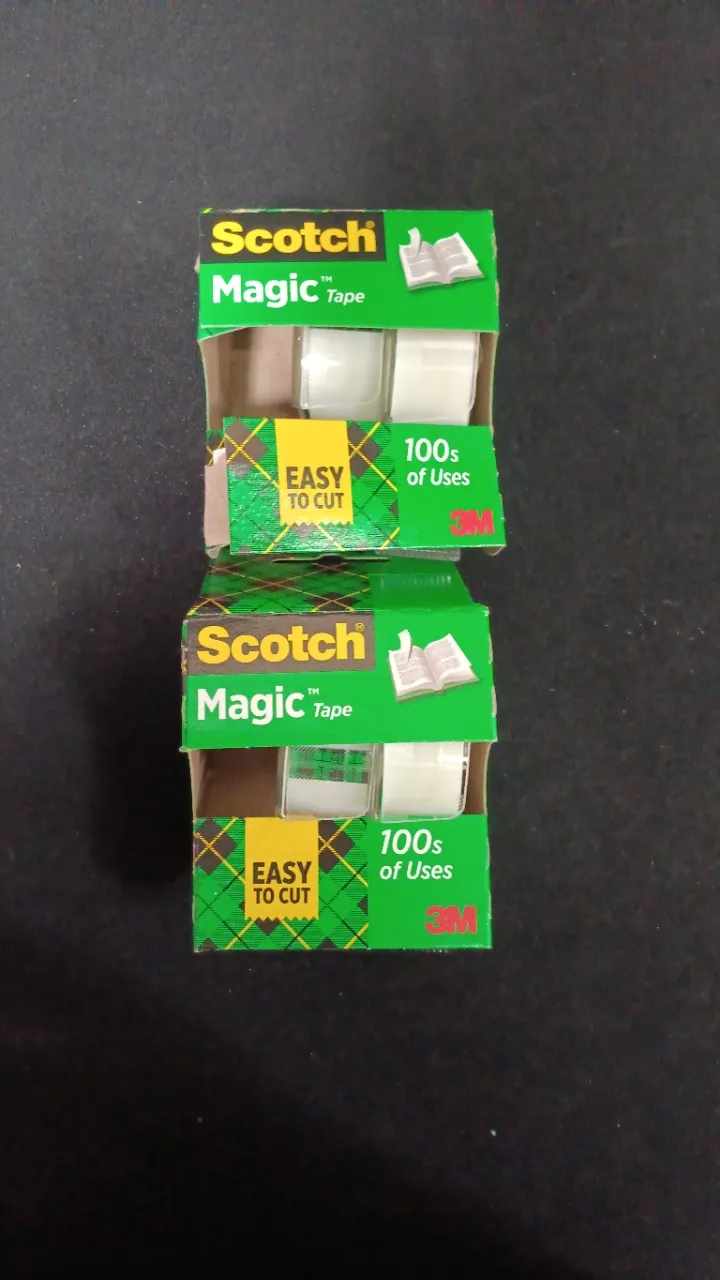 Scotch®
Magic™ Tape
EASY
TO CUT
100s
of Uses
3M
Scotch®
Magic™ Tape
EASY
TO CUT
100s
of Uses
3M